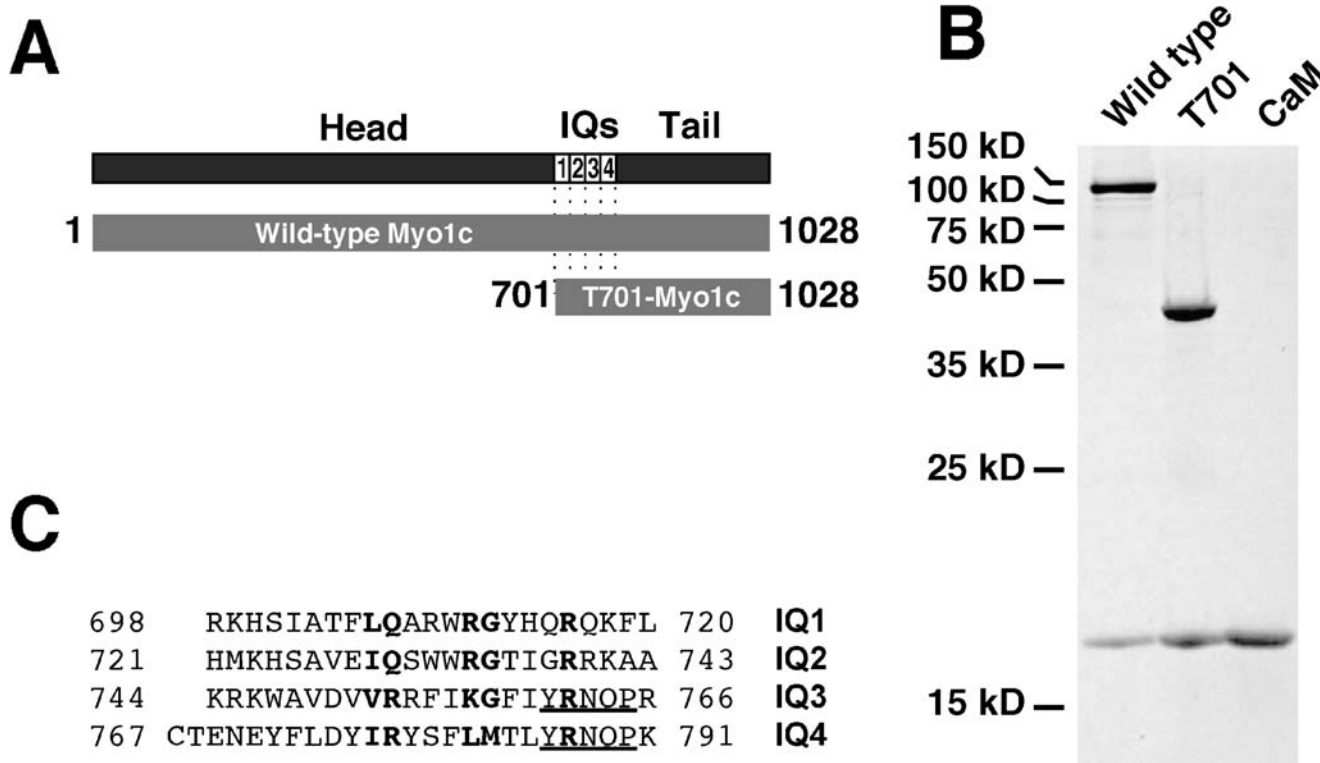 A
Head IQs Tail
1 2 3 4
1 Wild-type Myo1c 1028
701 T701-Myo1c 1028
B
Wild type T701 CaM
150 kD
100 kD
75 kD
50 kD
35 kD
25 kD
15 kD
C
698 RKHSIATFLQARWRGYHQRQKFL 720 IQ1
721 HMKHSAVEIQSWWRGTIGRRKAA 743 IQ2
744 KRKWAVDVVRRFIKGFIYRNQPR 766 IQ3
767 CTENEYFLDYIRYSFLMTLYRNQPK 791 IQ4